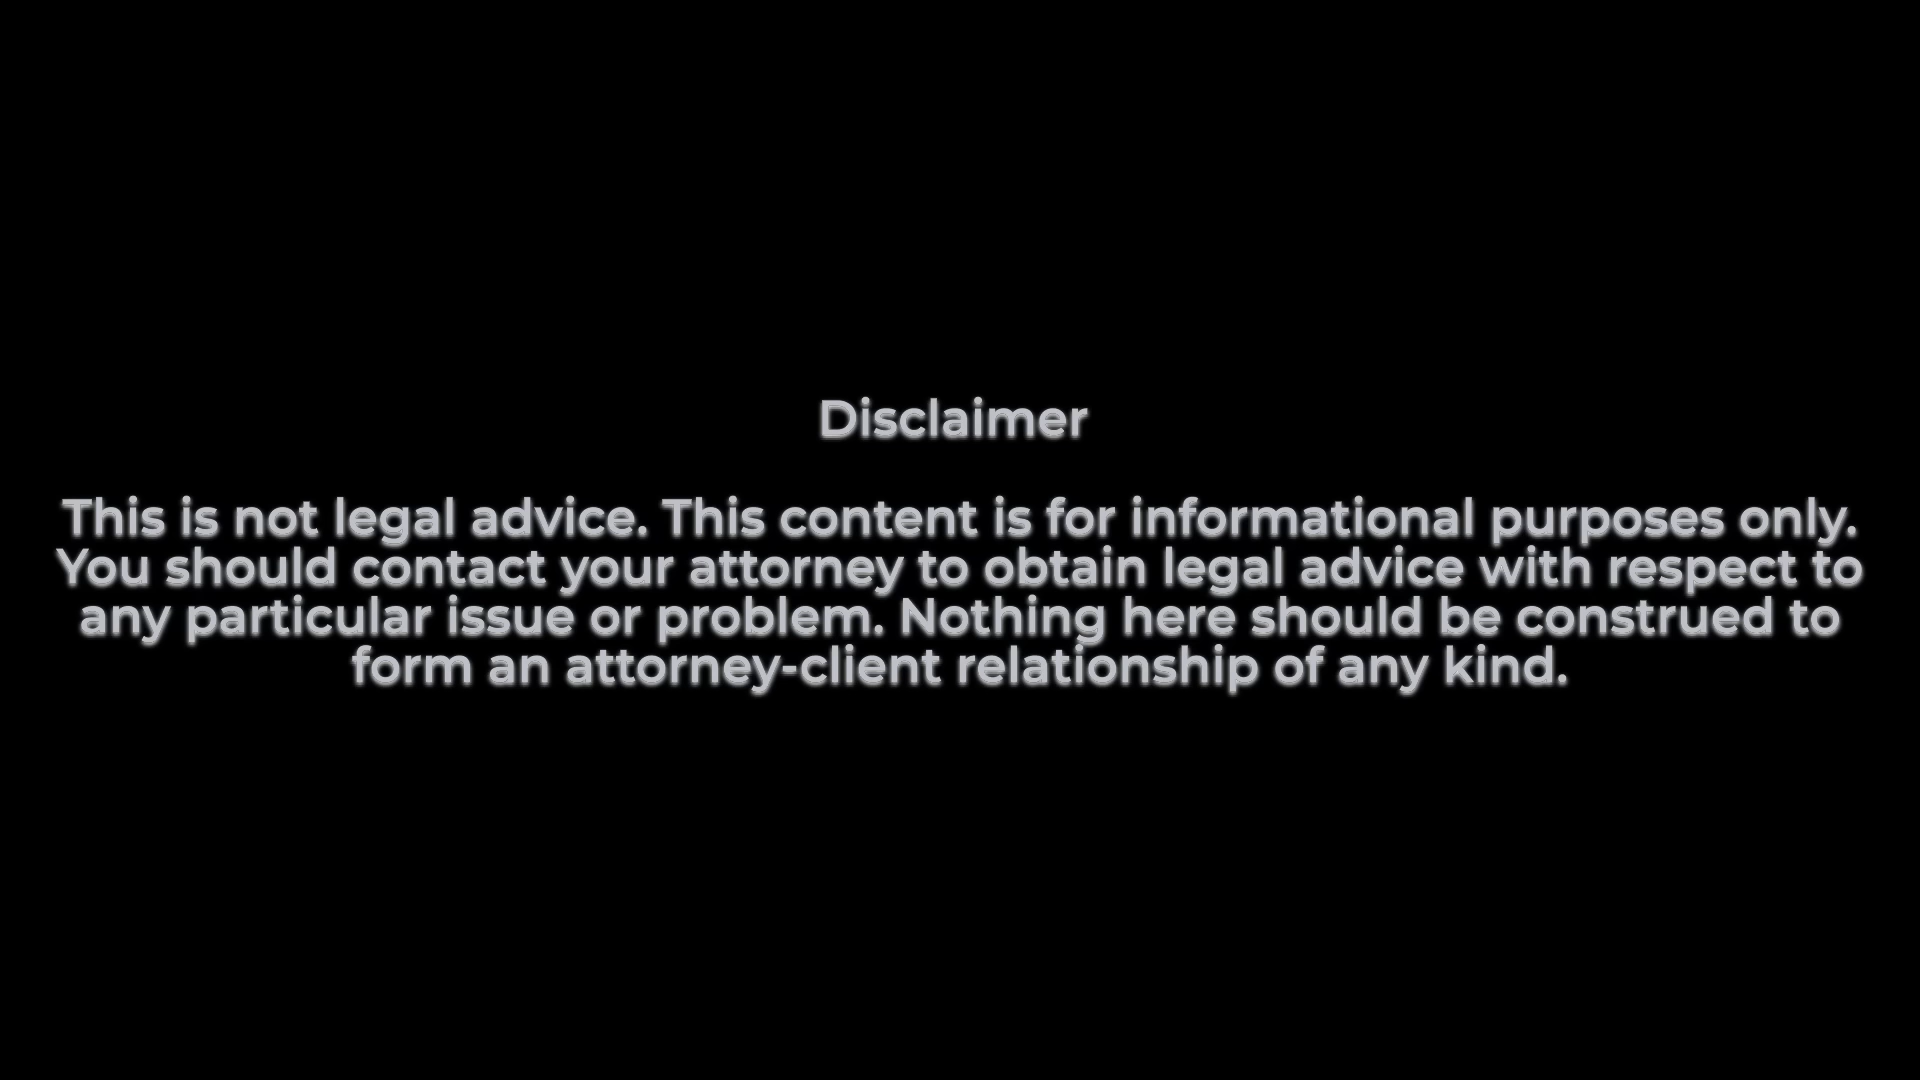 Disclaimer
This is not legal advice. This content is for informational purposes only.
You should contact your attorney to obtain legal advice with respect to
any particular issue or problem. Nothing here should be construed to
form an attorney-client relationship of any kind.